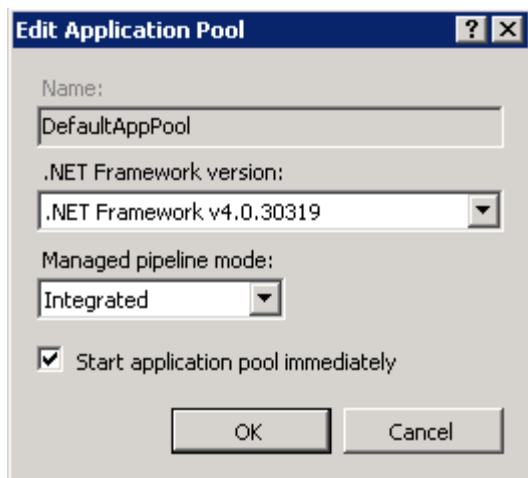 Edit Application Pool
Name:
DefaultAppPool
.NET Framework version:
.NET Framework v4.0.30319
Managed pipeline mode:
Integrated
Start application pool immediately
OK Cancel